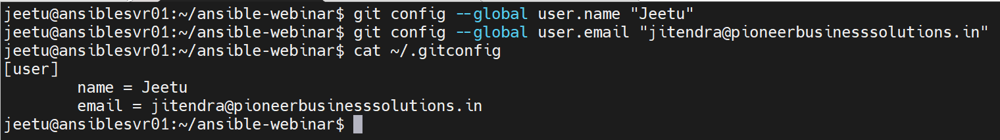 jeetu@ansiblesvr01:~/ansible-webinar$ git config --global user.name "Jeetu"
jeetu@ansiblesvr01:~/ansible-webinar$ git config --global user.email "jitendra@pioneerbusinesssolutions.in"
jeetu@ansiblesvr01:~/ansible-webinar$ cat ~/.gitconfig
[user]
        name = Jeetu
        email = jitendra@pioneerbusinesssolutions.in
jeetu@ansiblesvr01:~/ansible-webinar$